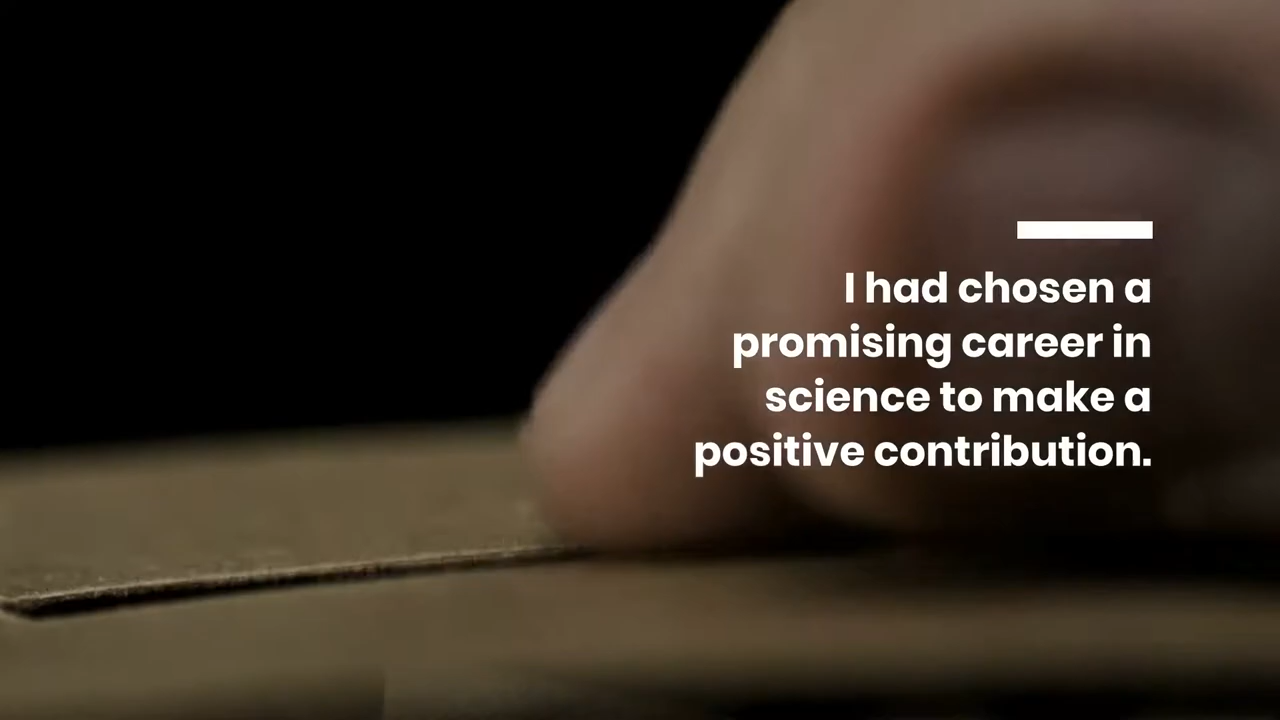 I had chosen a
promising career in
science to make a
positive contribution.